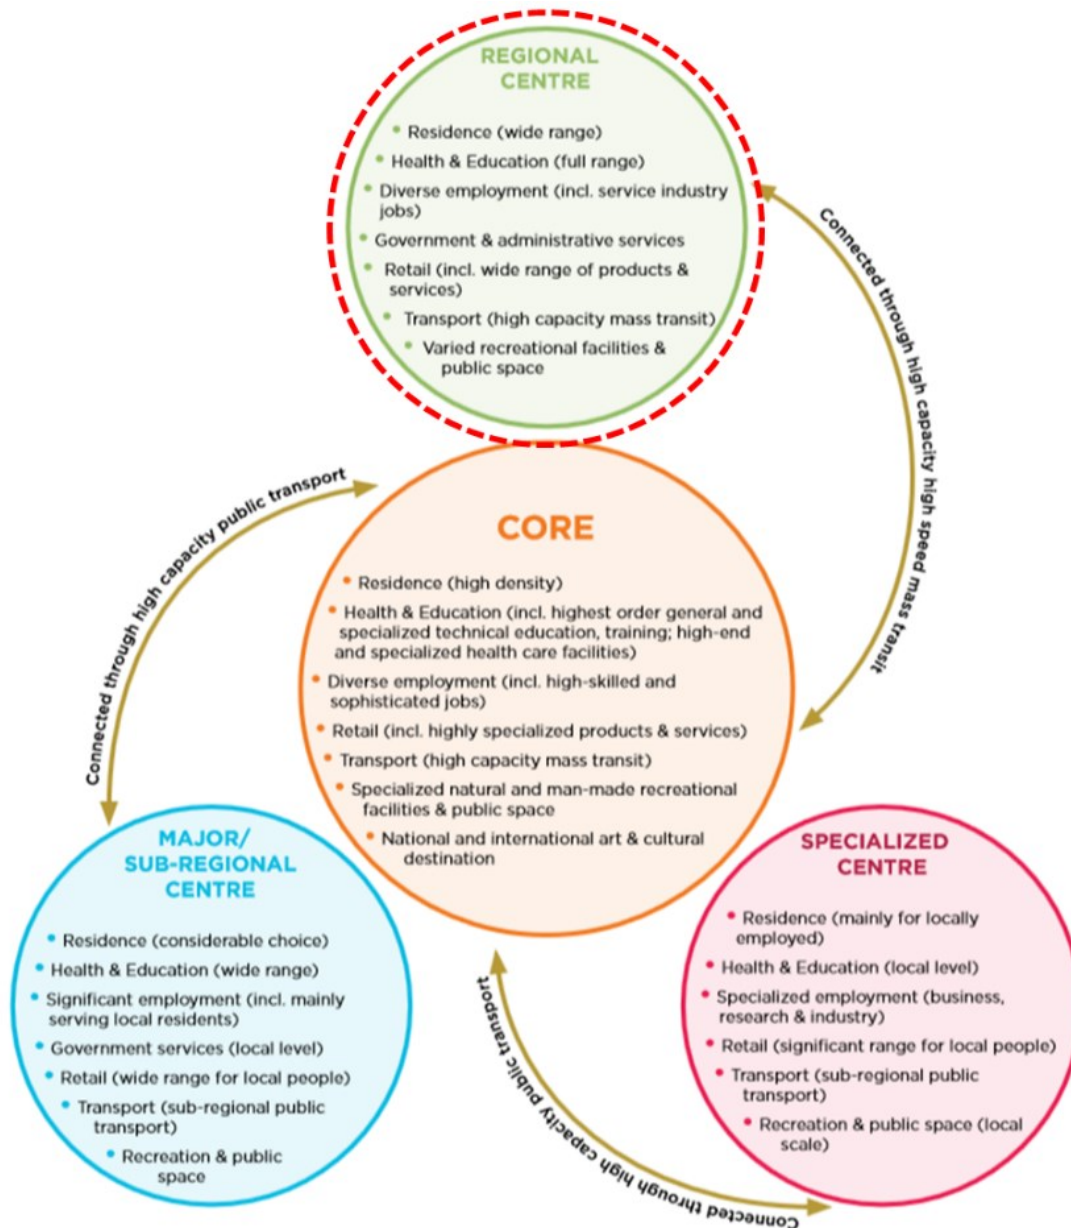 REGIONAL
CENTRE
• Residence (wide range)
• Health & Education (full range)
• Diverse employment (incl. service industry
jobs)
• Government & administrative services
• Retail (incl. wide range of products &
services)
• Transport (high capacity mass transit)
• Varied recreational facilities &
public space
Connected through high capacity high speed mass transit
Connected through high capacity public transport
CORE
• Residence (high density)
• Health & Education (incl. highest order general and
specialized technical education, training; high-end
and specialized health care facilities)
• Diverse employment (incl. high-skilled and
sophisticated jobs)
• Retail (incl. highly specialized products & services)
• Transport (high capacity mass transit)
• Specialized natural and man-made recreational
facilities & public space
• National and international art & cultural
destination
MAJOR/
SUB-REGIONAL
CENTRE
• Residence (considerable choice)
• Health & Education (wide range)
• Significant employment (incl. mainly
serving local residents)
• Government services (local level)
• Retail (wide range for local people)
• Transport (sub-regional public
transport)
• Recreation & public
space
Connected through high capacity public transport
SPECIALIZED
CENTRE
• Residence (mainly for locally
employed)
• Health & Education (local level)
• Specialized employment (business,
research & industry)
• Retail (significant range for local people)
• Transport (sub-regional public
transport)
• Recreation & public space (local
scale)